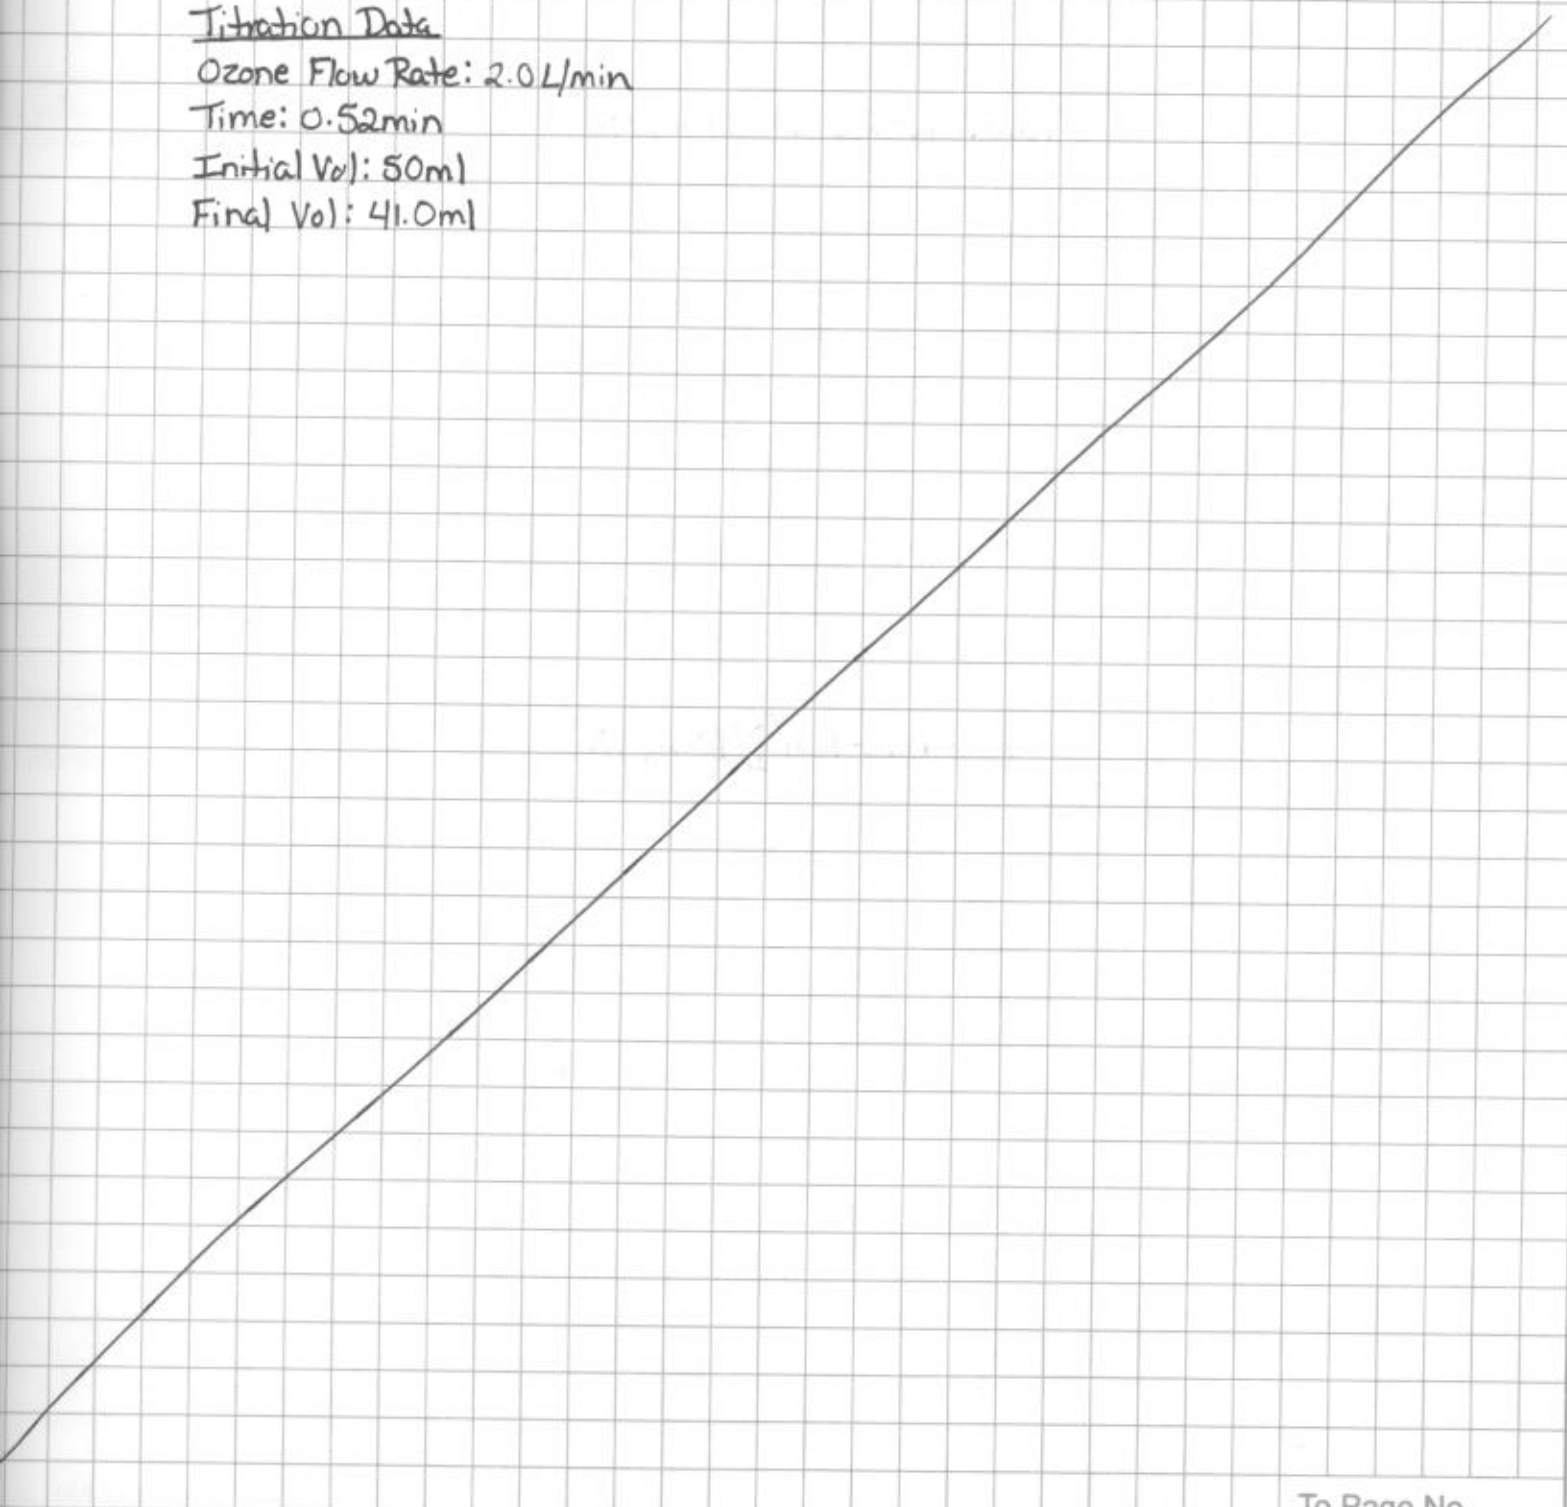 Titration Data
Ozone Flow Rate: 2.0 L/min
Time: 0.52min
Initial Vol: 50ml
Final Vol: 41.0ml
To Page No